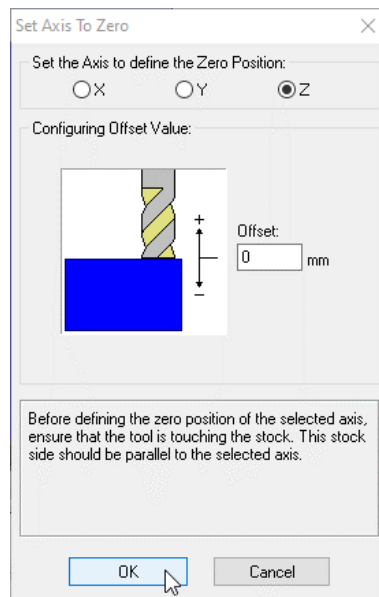 Set Axis To Zero
Set the Axis to define the Zero Position:
X Y Z
Configuring Offset Value:
+
Offset:
0 mm
−
Before defining the zero position of the selected axis,
ensure that the tool is touching the stock. This stock
side should be parallel to the selected axis.
OK Cancel